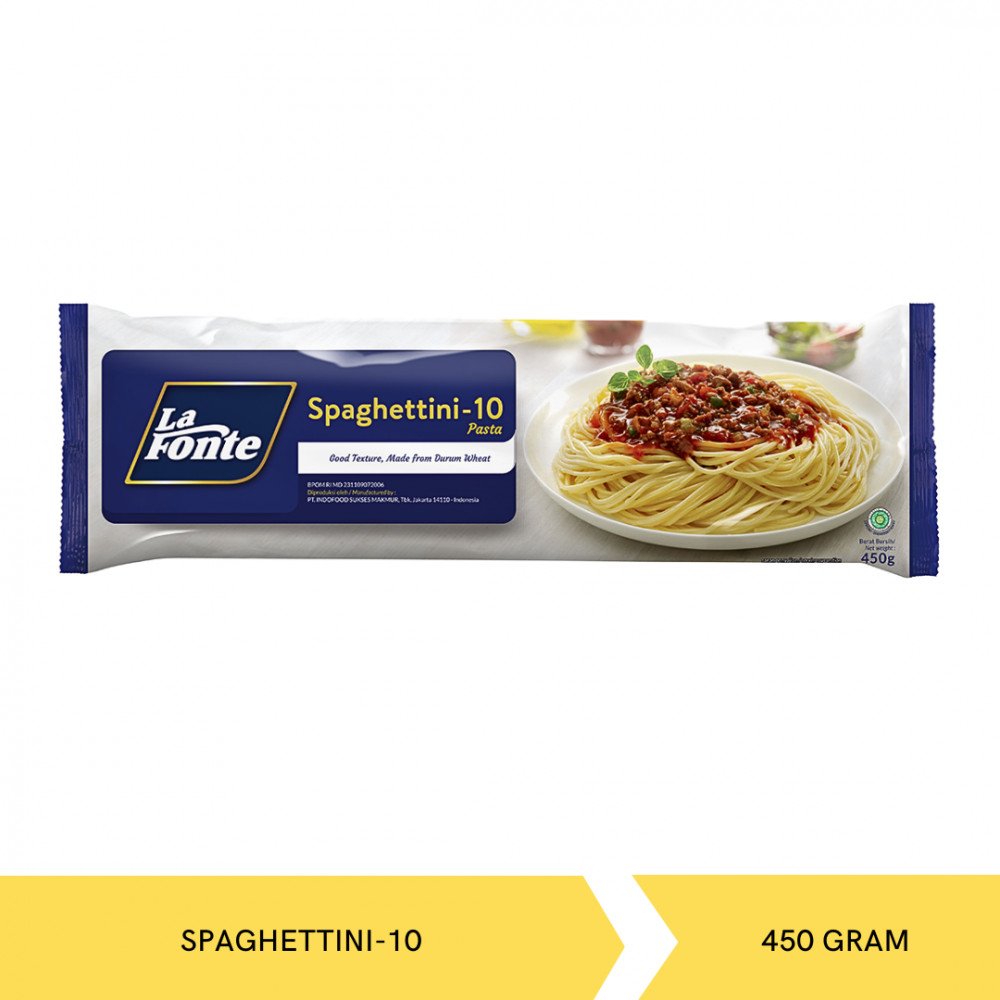 La
Fonte
Spaghettini-10
Pasta
Good Texture, Made from Durum Wheat
BPOM RI MD 231109072006
Diproduksi oleh / Manufactured by :
PT. INDOFOOD SUKSES MAKMUR, Tbk. Jakarta 14110 - Indonesia
Berat Bersih/
Net weight :
450g
SPAGHETTINI-10
450 GRAM